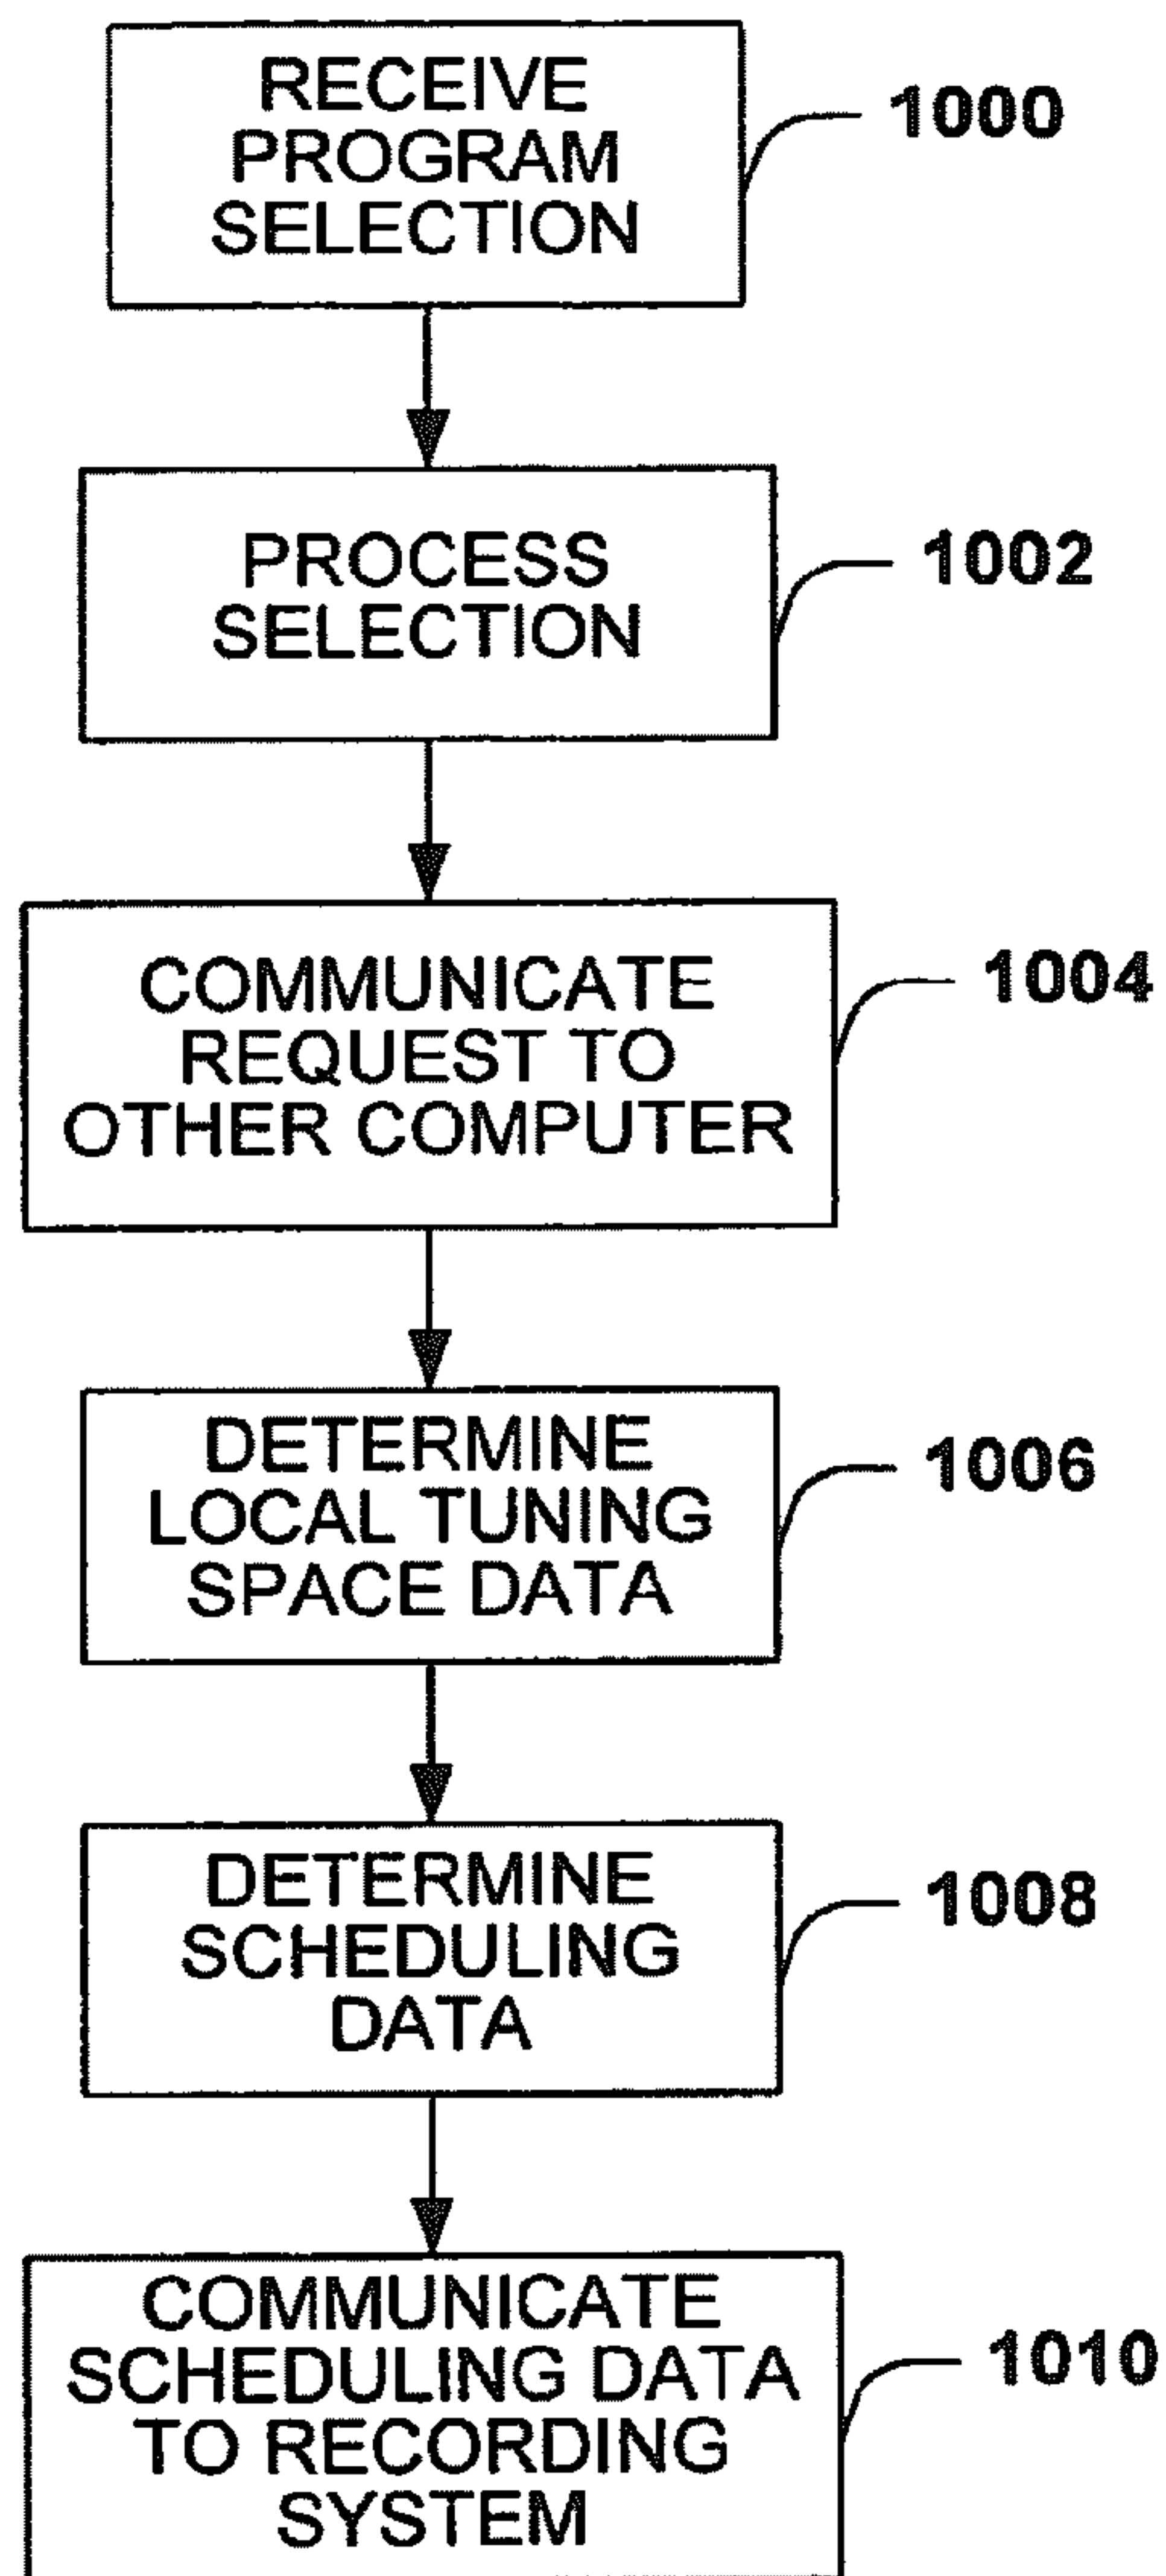 RECEIVE
PROGRAM
SELECTION
1000
PROCESS
SELECTION
1002
COMMUNICATE
REQUEST TO
OTHER COMPUTER
1004
DETERMINE
LOCAL TUNING
SPACE DATA
1006
DETERMINE
SCHEDULING
DATA
1008
COMMUNICATE
SCHEDULING DATA
TO RECORDING
SYSTEM
1010